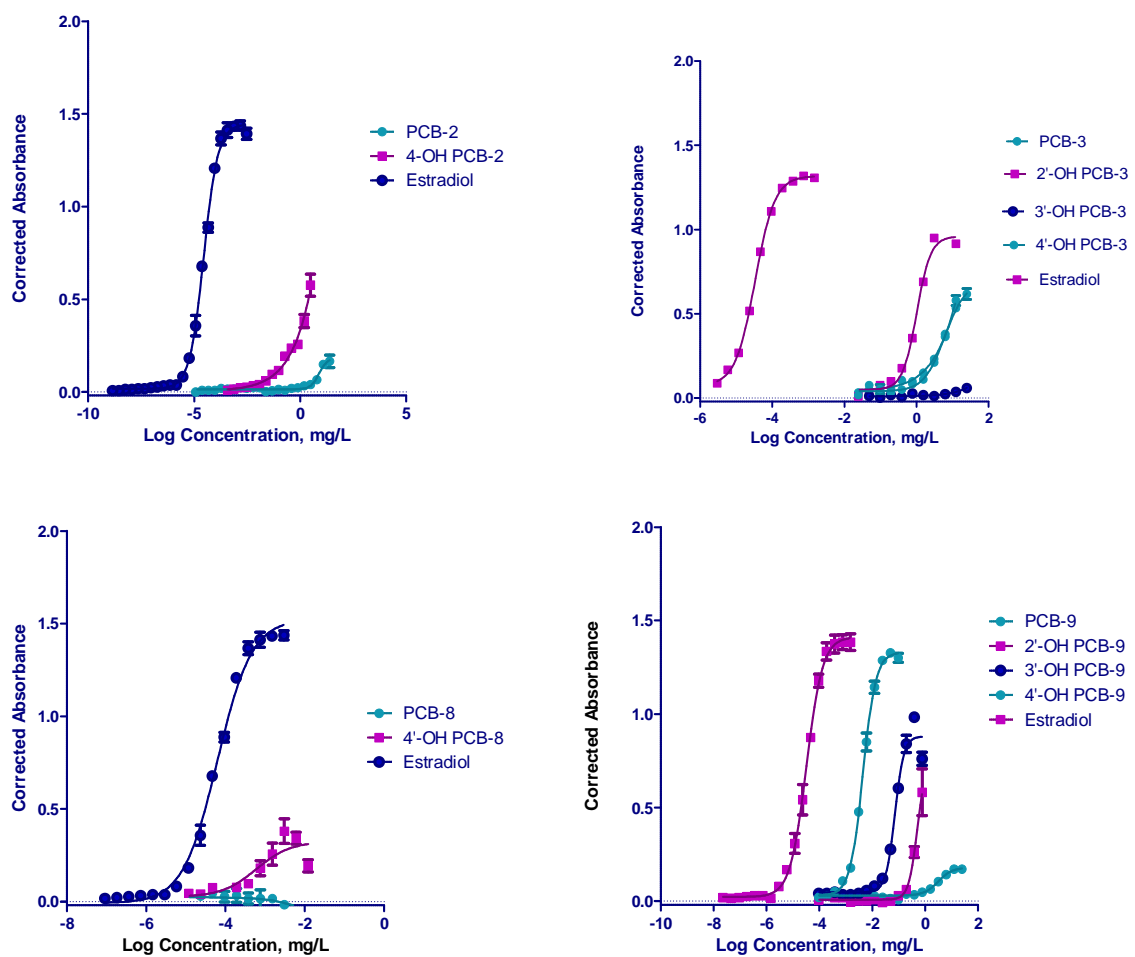 2.0
1.5
1.0
0.5
0.0
Corrected Absorbance
-10
-5
0
5
Log Concentration, mg/L
PCB-2
4-OH PCB-2
Estradiol
2.0
1.5
1.0
0.5
0.0
Corrected Absorbance
-6
-4
-2
0
2
Log Concentration, mg/L
PCB-3
2'-OH PCB-3
3'-OH PCB-3
4'-OH PCB-3
Estradiol
2.0
1.5
1.0
0.5
0.0
Corrected Absorbance
-8
-6
-4
-2
0
Log Concentration, mg/L
PCB-8
4'-OH PCB-8
Estradiol
2.0
1.5
1.0
0.5
0.0
Corrected Absorbance
-10
-8
-6
-4
-2
0
2
Log Concentration, mg/L
PCB-9
2'-OH PCB-9
3'-OH PCB-9
4'-OH PCB-9
Estradiol